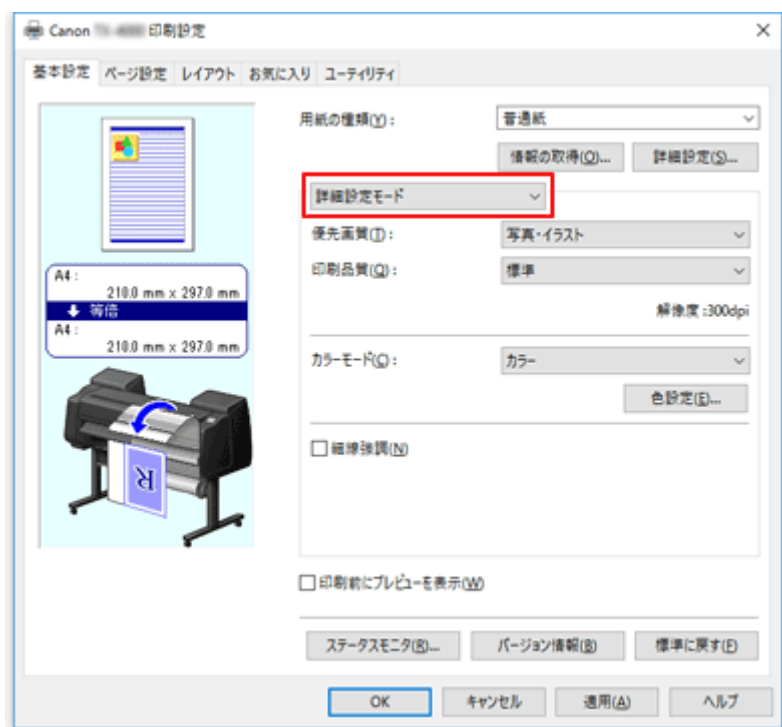 Canon 印刷設定
基本設定 ページ設定 レイアウト お気に入り ユーティリティ
用紙の種類(Y): 普通紙
情報の取得(O)... 詳細設定(S)...
詳細設定モード
優先画質(T): 写真・イラスト
印刷品質(Q): 標準
解像度 :300dpi
カラーモード(C): カラー
色設定(E)...
細線強調(N)
A4 :
210.0 mm x 297.0 mm
等倍
A4 :
210.0 mm x 297.0 mm
R
印刷前にプレビューを表示(W)
ステータスモニタ(R)... バージョン情報(B) 標準に戻す(F)
OK キャンセル 適用(A) ヘルプ